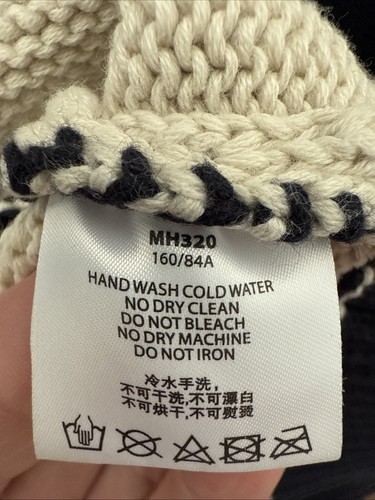 MH320
160/84A
HAND WASH COLD WATER
NO DRY CLEAN
DO NOT BLEACH
NO DRY MACHINE
DO NOT IRON
冷水手洗，
不可干洗,不可漂白
不可烘干,不可熨烫